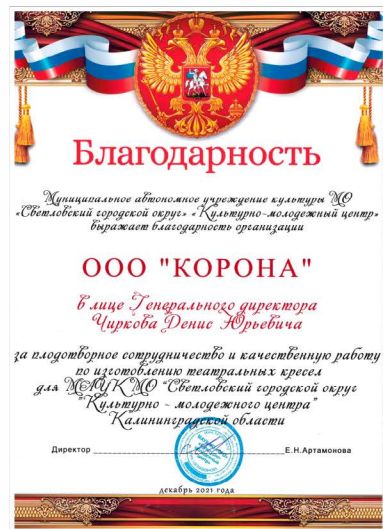 Благодарность
Муниципальное автономное учреждение культуры МО
«Светловский городской округ» «Культурно-молодежный центр»
выражает благодарность организации
ООО "КОРОНА"
в лице Генерального директора
Чиркова Денис Юрьевича
за плодотворное сотрудничество и качественную работу
по изготовлению театральных кресел
для МАУК МО "Светловский городской округ
"Культурно - молодежного центра"
Калининградской области
Директор Е.Н.Артамонова
декабрь 2021 года